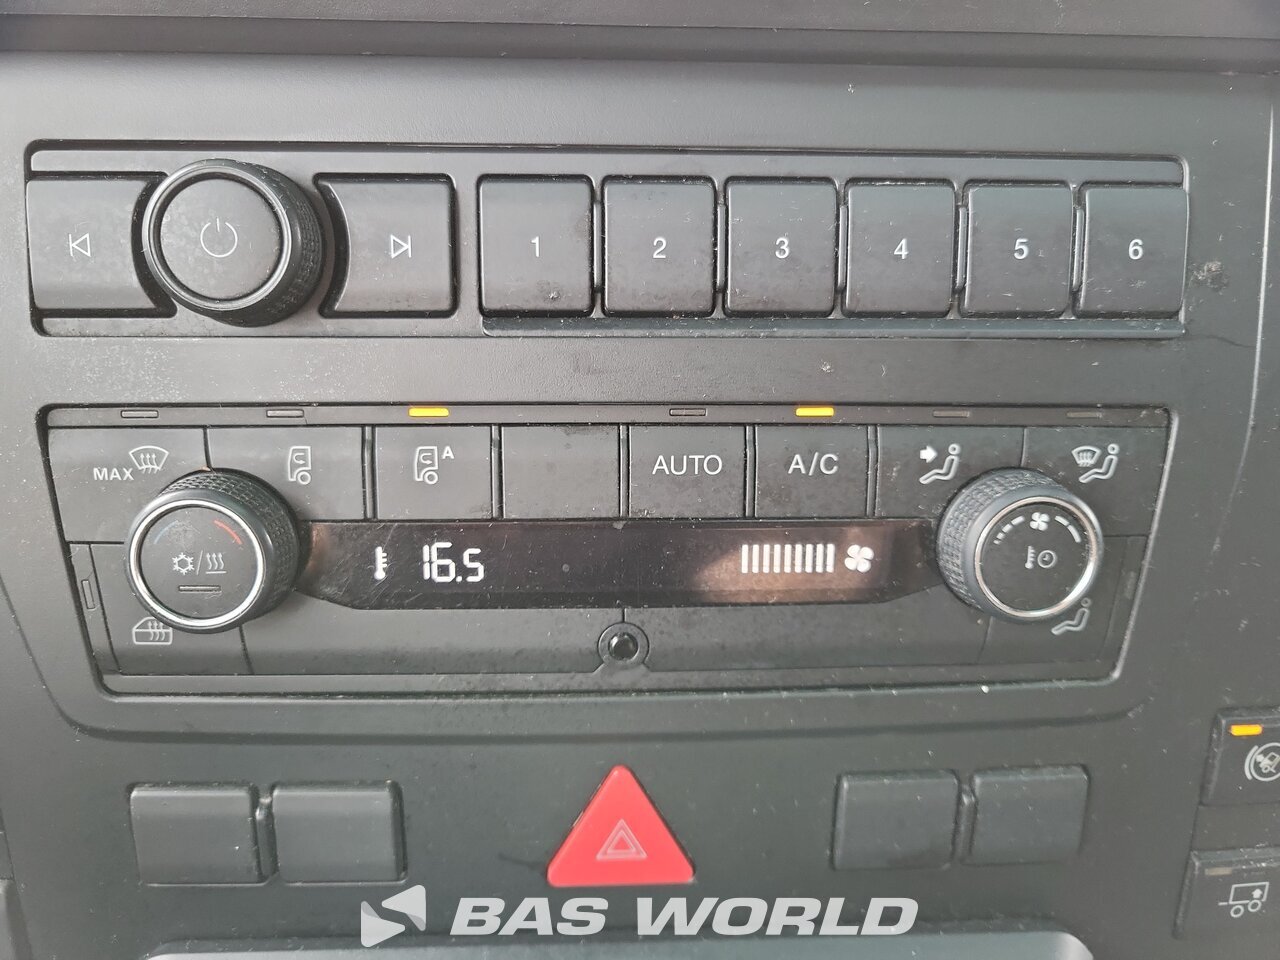 1 2 3 4 5 6
MAX A AUTO A/C
16.5
BAS WORLD